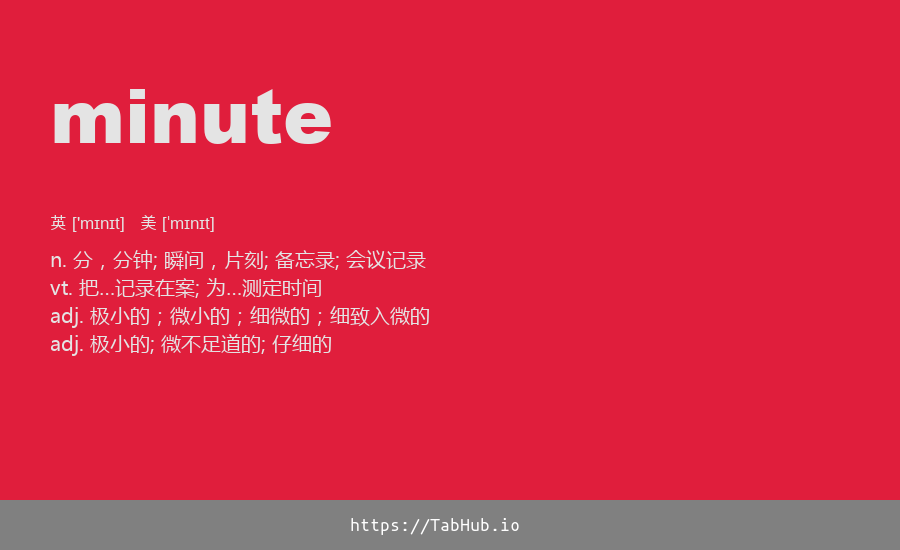 minute
英 ['mɪnɪt] 美 [ˈmɪnɪt]
n. 分，分钟; 瞬间，片刻; 备忘录; 会议记录
vt. 把…记录在案; 为…测定时间
adj. 极小的；微小的；细微的；细致入微的
adj. 极小的; 微不足道的; 仔细的
https://TabHub.io